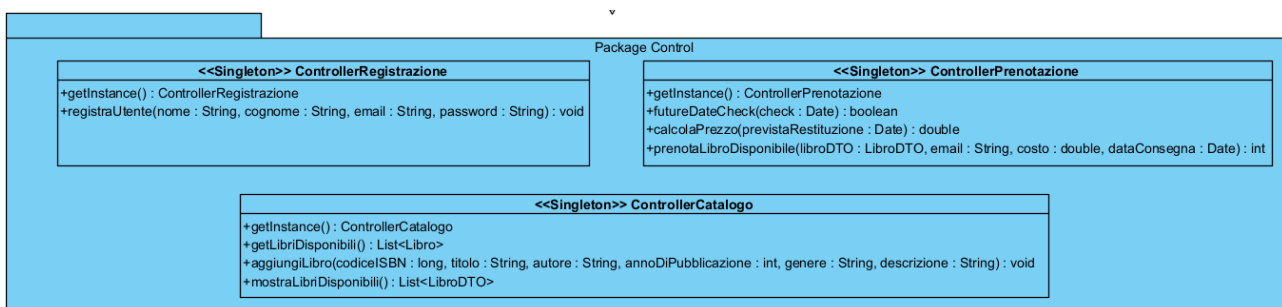 Package Control
<<Singleton>> ControllerRegistrazione
+getInstance() : ControllerRegistrazione
+registraUtente(nome : String, cognome : String, email : String, password : String) : void
<<Singleton>> ControllerPrenotazione
+getInstance() : ControllerPrenotazione
+futureDateCheck(check : Date) : boolean
+calcolaPrezzo(previstaRestituzione : Date) : double
+prenotaLibroDisponibile(libroDTO : LibroDTO, email : String, costo : double, dataConsegna : Date) : int
<<Singleton>> ControllerCatalogo
+getInstance() : ControllerCatalogo
+getLibriDisponibili() : List<Libro>
+aggiungiLibro(codiceISBN : long, titolo : String, autore : String, annoDiPubblicazione : int, genere : String, descrizione : String) : void
+mostraLibriDisponibili() : List<LibroDTO>